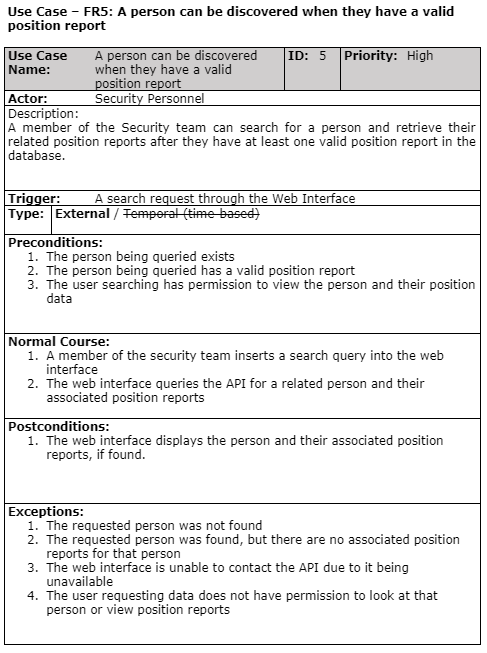 Use Case – FR5: A person can be discovered when they have a valid
position report
Use Case Name: A person can be discovered when they have a valid position report ID: 5 Priority: High
Actor: Security Personnel
Description:
A member of the Security team can search for a person and retrieve their
related position reports after they have at least one valid position report in the
database.
Trigger: A search request through the Web Interface
Type: External / Temporal (time-based)
Preconditions:
1. The person being queried exists
2. The person being queried has a valid position report
3. The user searching has permission to view the person and their position
data
Normal Course:
1. A member of the security team inserts a search query into the web
interface
2. The web interface queries the API for a related person and their
associated position reports
Postconditions:
1. The web interface displays the person and their associated position
reports, if found.
Exceptions:
1. The requested person was not found
2. The requested person was found, but there are no associated position
reports for that person
3. The web interface is unable to contact the API due to it being
unavailable
4. The user requesting data does not have permission to look at that
person or view position reports